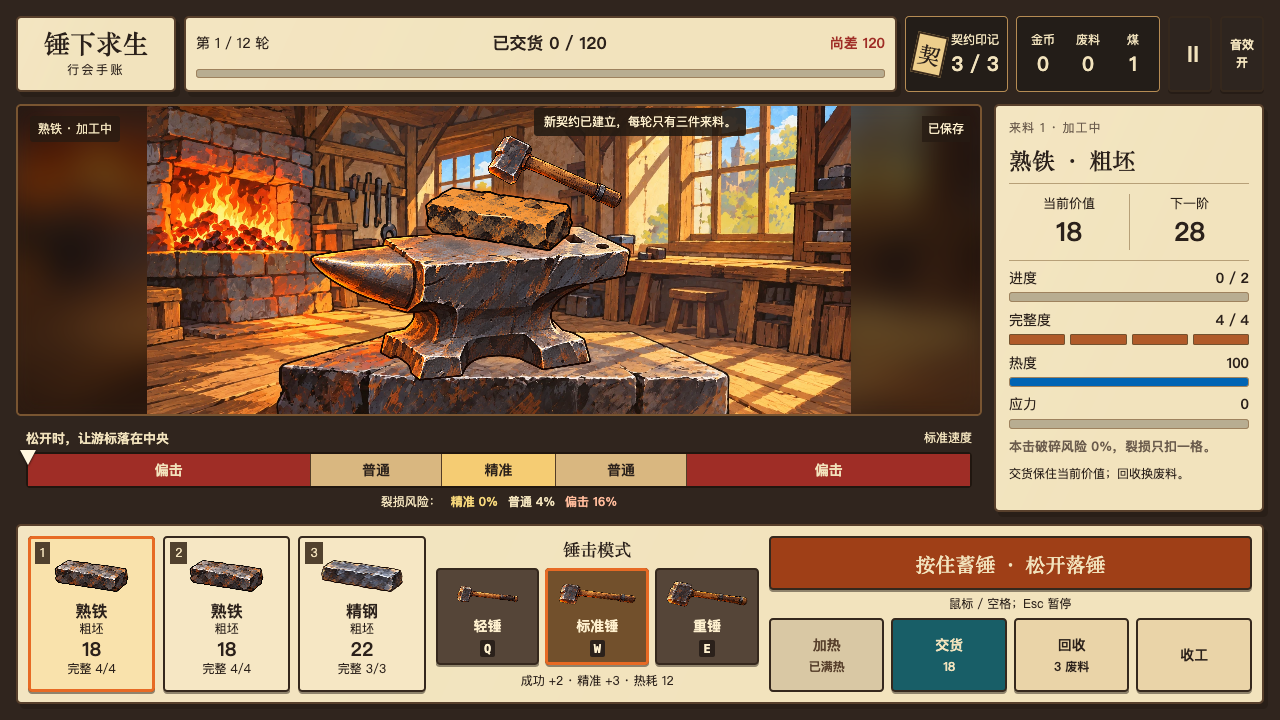 锤下求生
行会手账
第 1 / 12 轮
已交货 0 / 120
尚差 120
契
契约印记
3 / 3
金币
废料
煤
0
0
1
II
音效
开
熟铁 · 加工中
新契约已建立，每轮只有三件来料。
已保存
来料 1 · 加工中
熟铁 · 粗坯
当前价值
下一阶
18
28
进度
0 / 2
完整度
4 / 4
热度
100
应力
0
本击破碎风险 0%，裂损只扣一格。
交货保住当前价值；回收换废料。
松开时，让游标落在中央
标准速度
偏击
普通
精准
普通
偏击
裂损风险：
精准 0%
普通 4%
偏击 16%
1
熟铁
粗坯
18
完整 4/4
2
熟铁
粗坯
18
完整 4/4
3
精钢
粗坯
22
完整 3/3
锤击模式
轻锤
Q
标准锤
W
重锤
E
成功 +2 · 精准 +3 · 热耗 12
按住蓄锤 · 松开落锤
鼠标 / 空格；Esc 暂停
加热
已满热
交货
18
回收
3 废料
收工